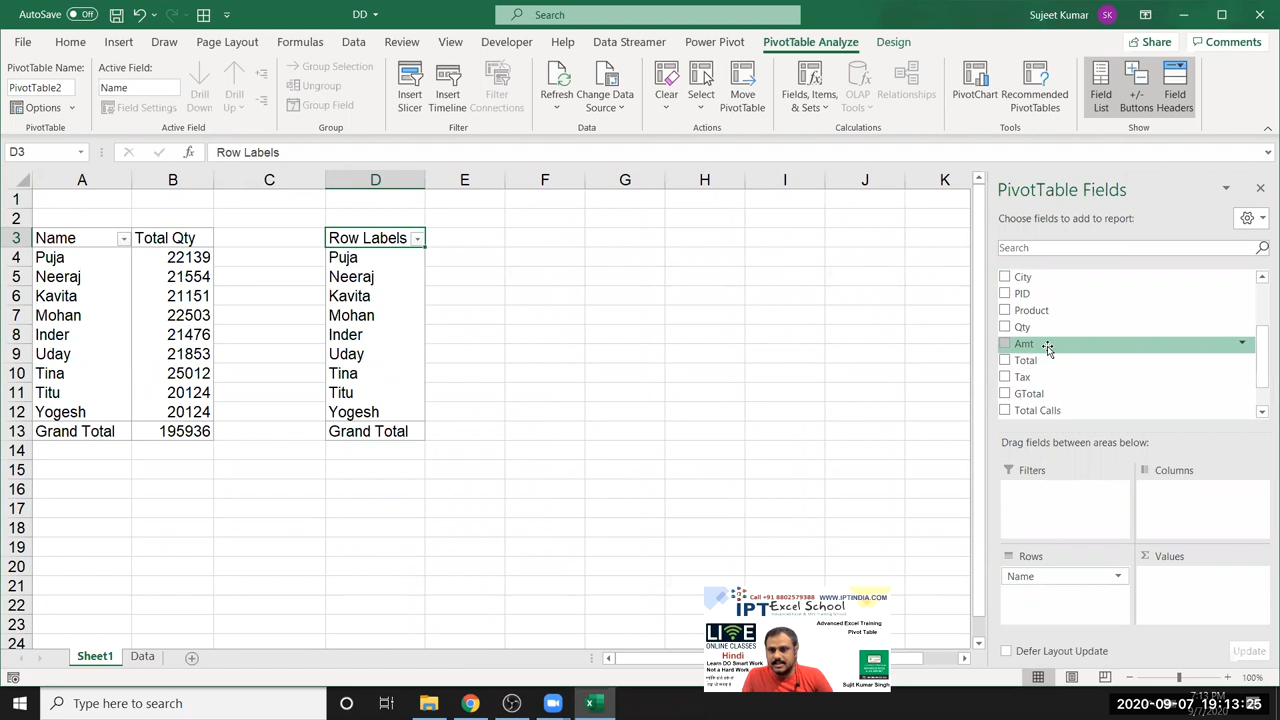 AutoSave Off DD Search Sujeet Kumar SK
File Home Insert Draw Page Layout Formulas Data Review View Developer Help Data Streamer Power Pivot PivotTable Analyze Design Share Comments
PivotTable Name:
PivotTable2
Options
PivotTable
Active Field:
Name
Field Settings
Drill Down
Drill Up
Active Field
Group Selection
Ungroup
Group Field
Group
Insert Slicer
Insert Timeline
Filter Connections
Filter
Refresh
Change Data Source
Data
Clear
Select
Move PivotTable
Actions
Fields, Items, & Sets
OLAP Tools
Relationships
Calculations
PivotChart
Recommended PivotTables
Tools
Field List
+/- Buttons
Field Headers
Show
D3 fx Row Labels
A B C D E F G H I J K
1
2
3 Name Total Qty Row Labels
4 Puja 22139 Puja
5 Neeraj 21554 Neeraj
6 Kavita 21151 Kavita
7 Mohan 22503 Mohan
8 Inder 21476 Inder
9 Uday 21853 Uday
10 Tina 25012 Tina
11 Titu 20124 Titu
12 Yogesh 20124 Yogesh
13 Grand Total 195936 Grand Total
14
15
16
17
18
19
20
21
22
23
24
PivotTable Fields
Choose fields to add to report:
Search
City
PID
Product
Qty
Amt
Total
Tax
GTotal
Total Calls
Drag fields between areas below:
Filters
Columns
Rows
Values
Name
Defer Layout Update Update
Call +91 8802579388 WWW.IPTINDIA.COM
IPT Excel School
Advanced Excel Training
Pivot Table
LIVE
ONLINE CLASSES
Hindi
Learn DO Smart Work
Not a Hard Work
Sujit Kumar Singh
Sheet1 Data
100%
Type here to search
7:13 PM
9/7/2020
2020-09-07 19:13:25